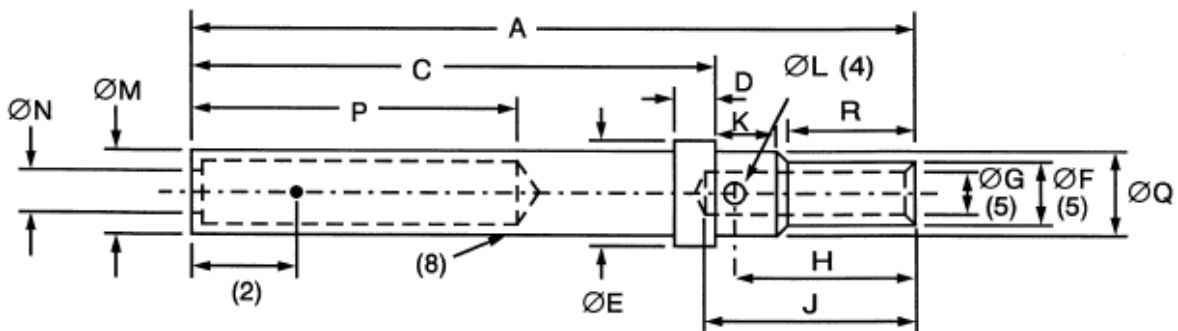 A
C
ØL (4)
D
ØN
ØM
P
K
R
ØG
(5)
ØF
(5)
ØQ
(8)
(2)
ØE
H
J